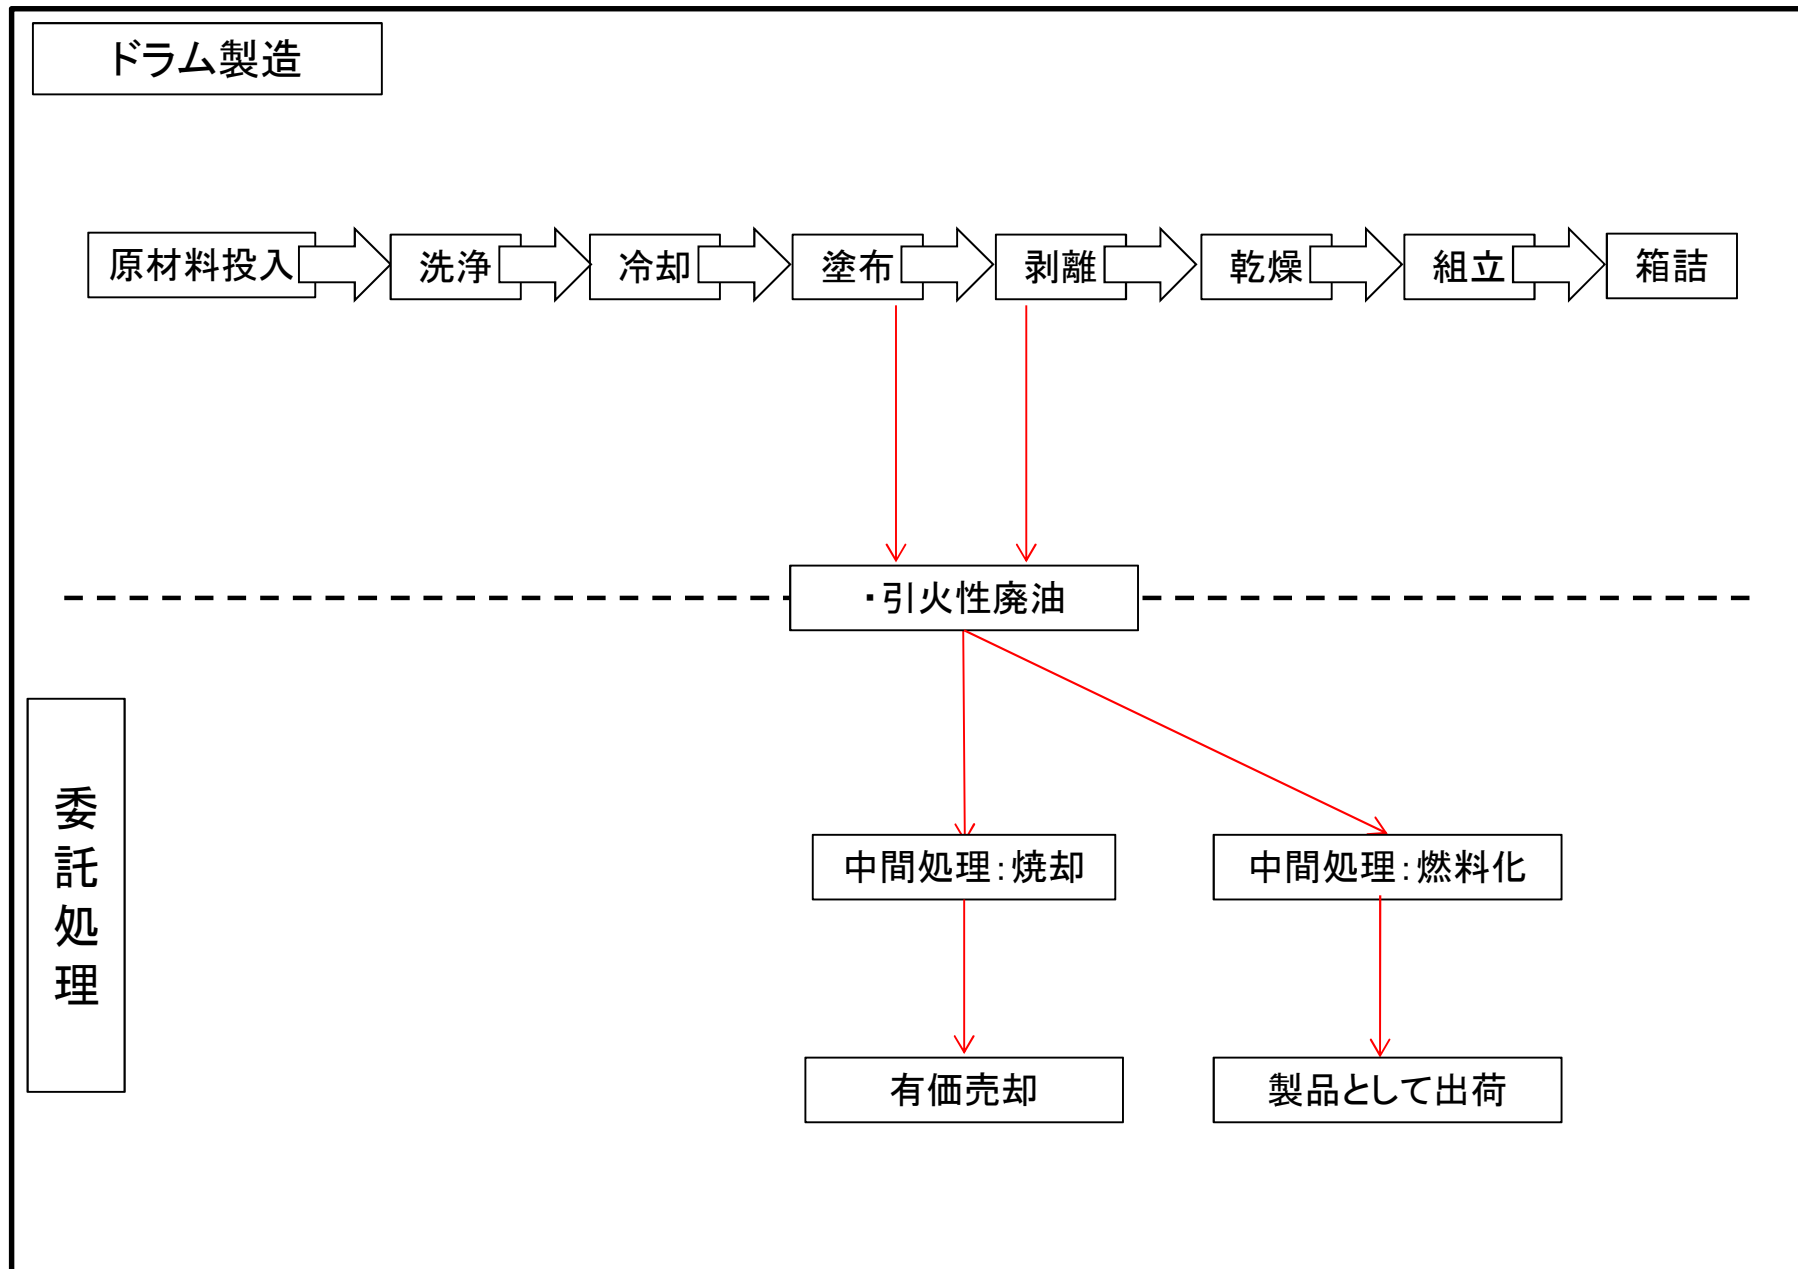 ドラム製造
原材料投入
洗浄
冷却
塗布
剥離
乾燥
組立
箱詰
・引火性廃油
委託処理
中間処理：焼却
中間処理：燃料化
有価売却
製品として出荷